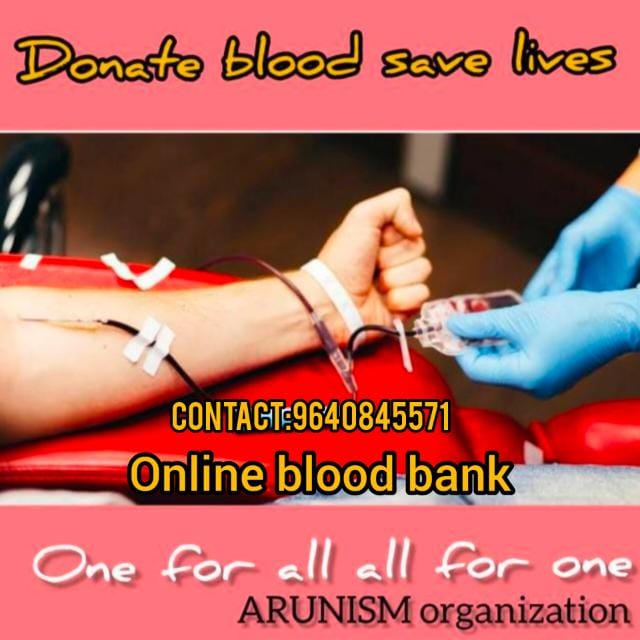 Donate blood save lives
CONTACT:9640845571
Online blood bank
One for all all for one
ARUNISM organization